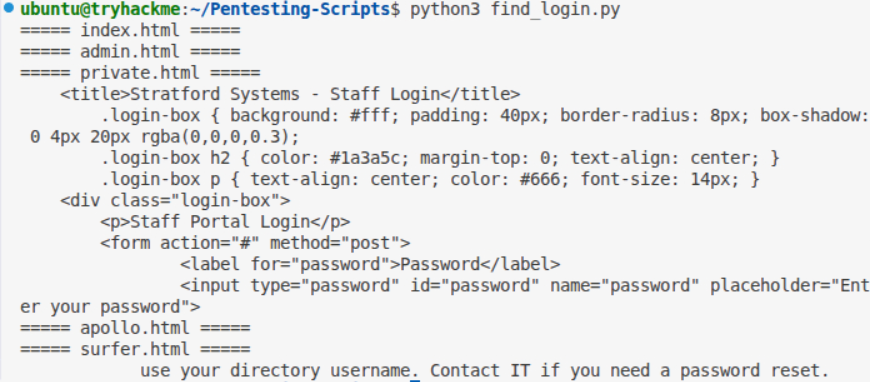 ubuntu@tryhackme:~/Pentesting-Scripts$ python3 find_login.py
===== index.html =====
===== admin.html =====
===== private.html =====
    <title>Stratford Systems - Staff Login</title>
        .login-box { background: #fff; padding: 40px; border-radius: 8px; box-shadow:
 0 4px 20px rgba(0,0,0,0.3);
        .login-box h2 { color: #1a3a5c; margin-top: 0; text-align: center; }
        .login-box p { text-align: center; color: #666; font-size: 14px; }
    <div class="login-box">
        <p>Staff Portal Login</p>
        <form action="#" method="post">
                <label for="password">Password</label>
                <input type="password" id="password" name="password" placeholder="Ent
er your password">
===== apollo.html =====
===== surfer.html =====
            use your directory username. Contact IT if you need a password reset.